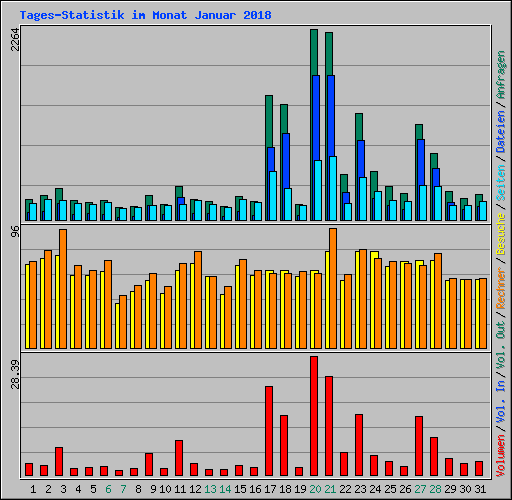 Tages-Statistik im Monat Januar 2018
2264
96
28.39
Volumen / Vol. In / Vol. Out / Rechner / Besuche / Seiten / Dateien / Anfragen
1 2 3 4 5 6 7 8 9 10 11 12 13 14 15 16 17 18 19 20 21 22 23 24 25 26 27 28 29 30 31